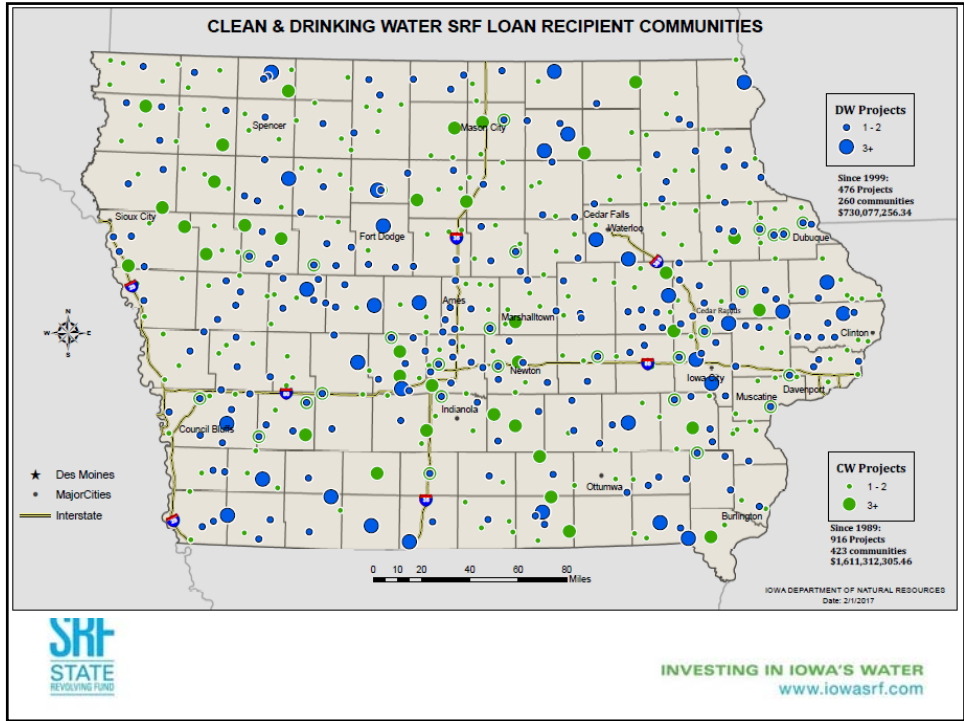 CLEAN & DRINKING WATER SRF LOAN RECIPIENT COMMUNITIES
DW Projects
1 - 2
3+
Since 1999:
476 Projects
260 communities
$730,077,256.34
Spencer
Mason City
Sioux City
Fort Dodge
Cedar Falls
Waterloo
Dubuque
Ames
Marshalltown
Cedar Rapids
Clinton
Newton
Iowa City
Davenport
Muscatine
Indianola
Council Bluffs
Ottumwa
Burlington
N
W
E
S
Des Moines
MajorCities
Interstate
CW Projects
1 - 2
3+
Since 1989:
916 Projects
423 communities
$1,611,312,305.46
0 10 20 40 60 80
Miles
IOWA DEPARTMENT OF NATURAL RESOURCES
Date: 2/1/2017
SRF
STATE
REVOLVING FUND
INVESTING IN IOWA'S WATER
www.iowasrf.com